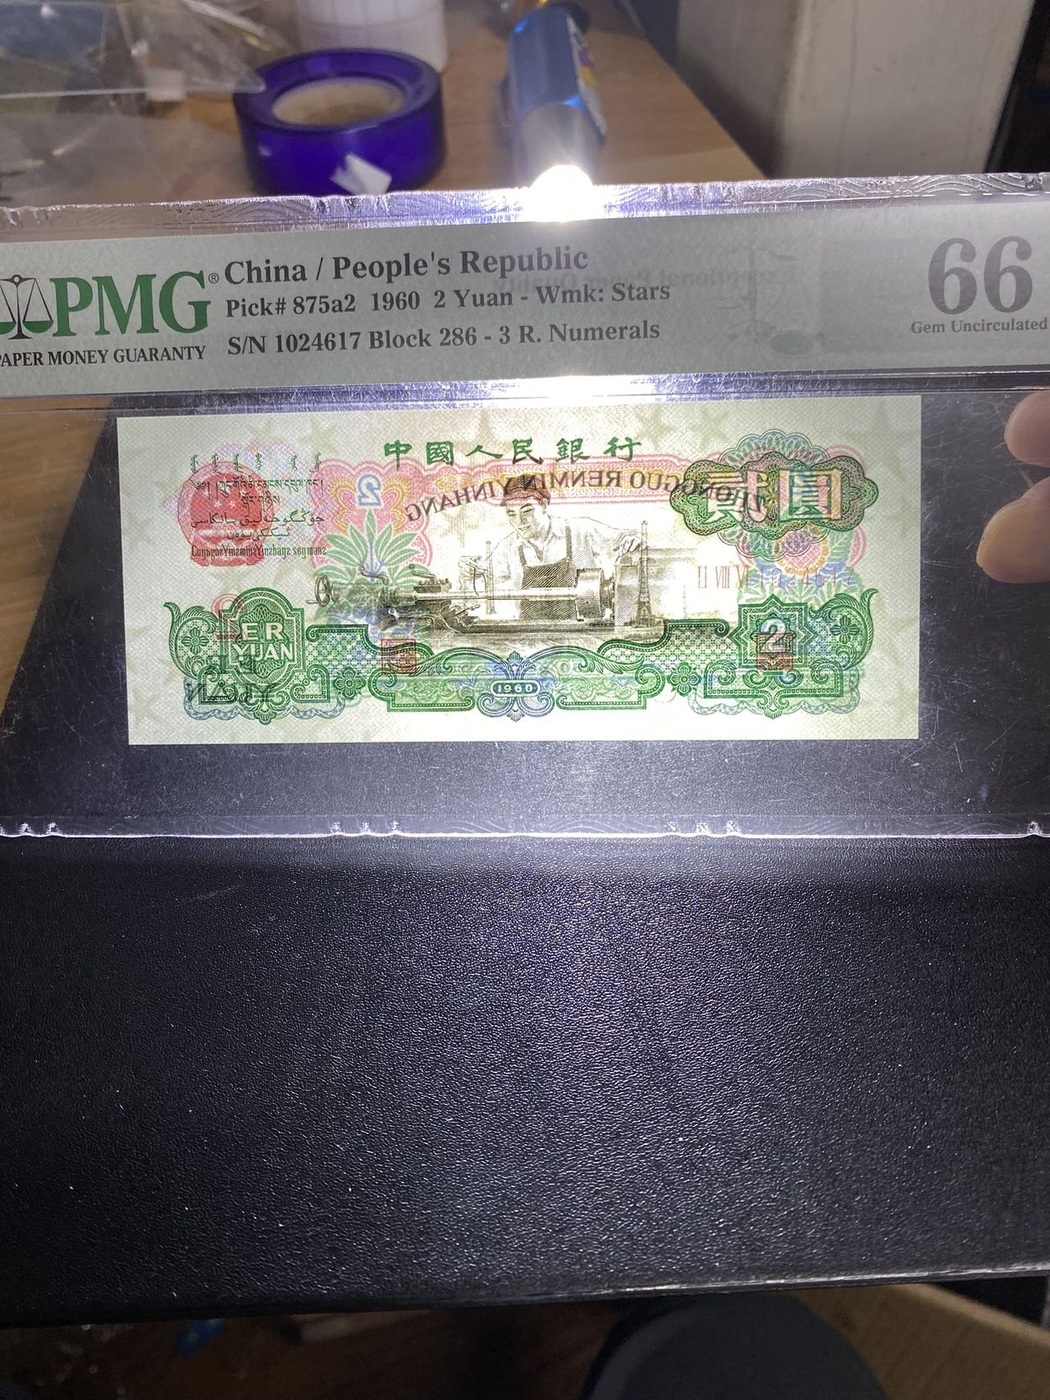 PMG®
PAPER MONEY GUARANTY
China / People's Republic
Pick# 875a2 1960 2 Yuan - Wmk: Stars
S/N 1024617 Block 286 - 3 R. Numerals
66
Gem Uncirculated
中國人民銀行
ZHONGGUO RENMIN YINHANG
2
圓
ER
YUAN
1960
2